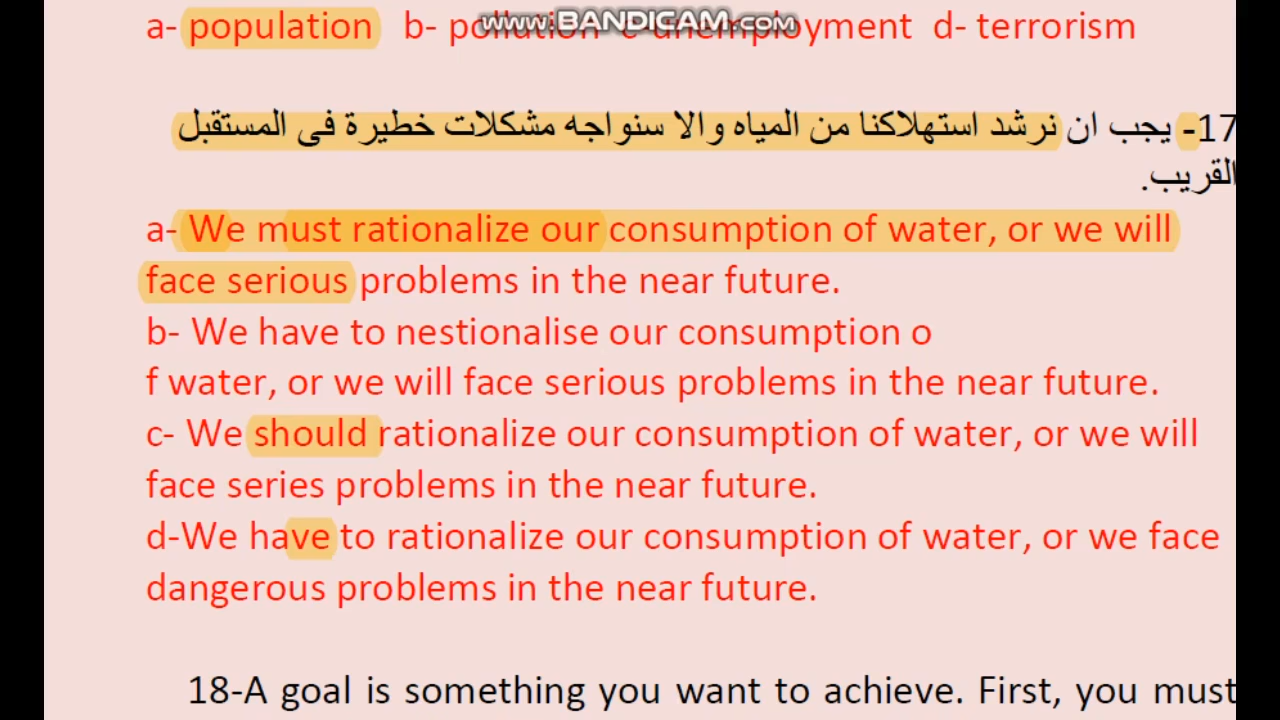 www.BANDICAM.com
a- population b- pollution c-unemployment d- terrorism
17- يجب ان نرشد استهلاكنا من المياه والا سنواجه مشكلات خطيرة فى المستقبل
القريب.
a- We must rationalize our consumption of water, or we will
face serious problems in the near future.
b- We have to nestionalise our consumption o
f water, or we will face serious problems in the near future.
c- We should rationalize our consumption of water, or we will
face series problems in the near future.
d-We have to rationalize our consumption of water, or we face
dangerous problems in the near future.
18-A goal is something you want to achieve. First, you must